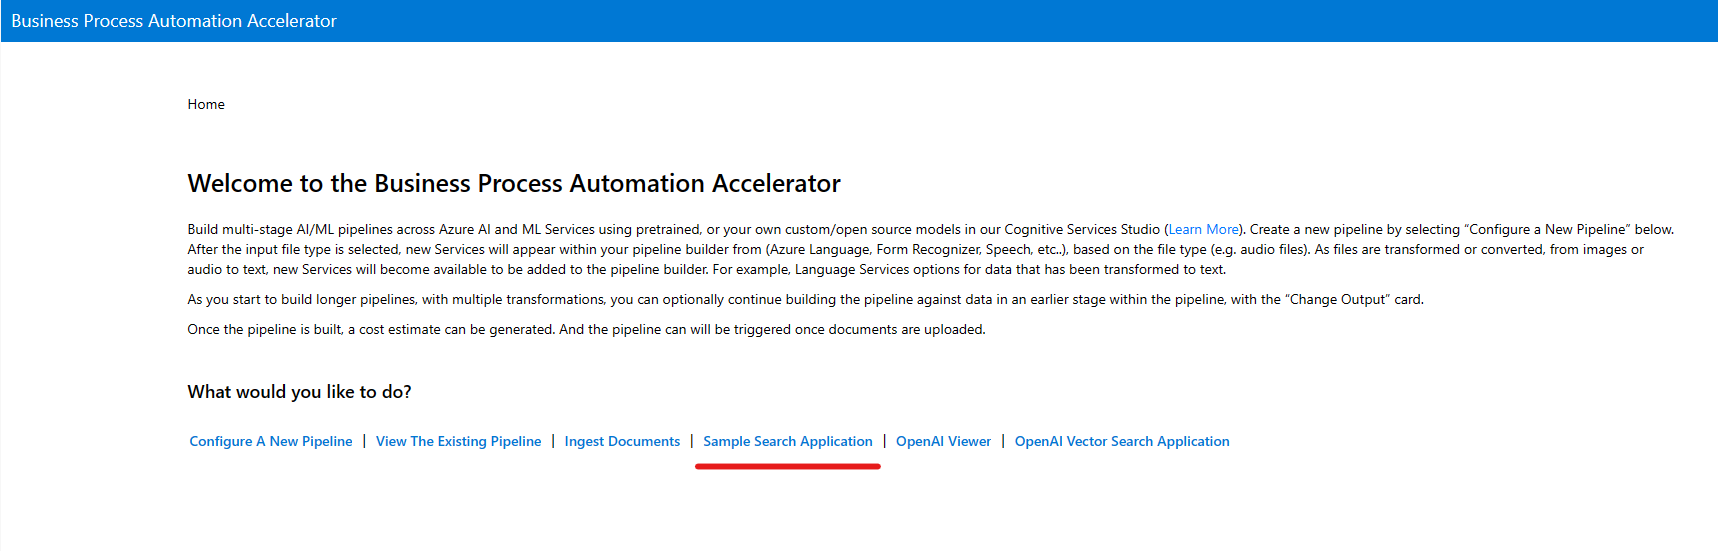 Business Process Automation Accelerator
Home
Welcome to the Business Process Automation Accelerator
Build multi-stage AI/ML pipelines across Azure AI and ML Services using pretrained, or your own custom/open source models in our Cognitive Services Studio (Learn More). Create a new pipeline by selecting “Configure a New Pipeline” below.
After the input file type is selected, new Services will appear within your pipeline builder from (Azure Language, Form Recognizer, Speech, etc..), based on the file type (e.g. audio files). As files are transformed or converted, from images or
audio to text, new Services will become available to be added to the pipeline builder. For example, Language Services options for data that has been transformed to text.
As you start to build longer pipelines, with multiple transformations, you can optionally continue building the pipeline against data in an earlier stage within the pipeline, with the “Change Output” card.
Once the pipeline is built, a cost estimate can be generated. And the pipeline can will be triggered once documents are uploaded.
What would you like to do?
Configure A New Pipeline | View The Existing Pipeline | Ingest Documents | Sample Search Application | OpenAI Viewer | OpenAI Vector Search Application